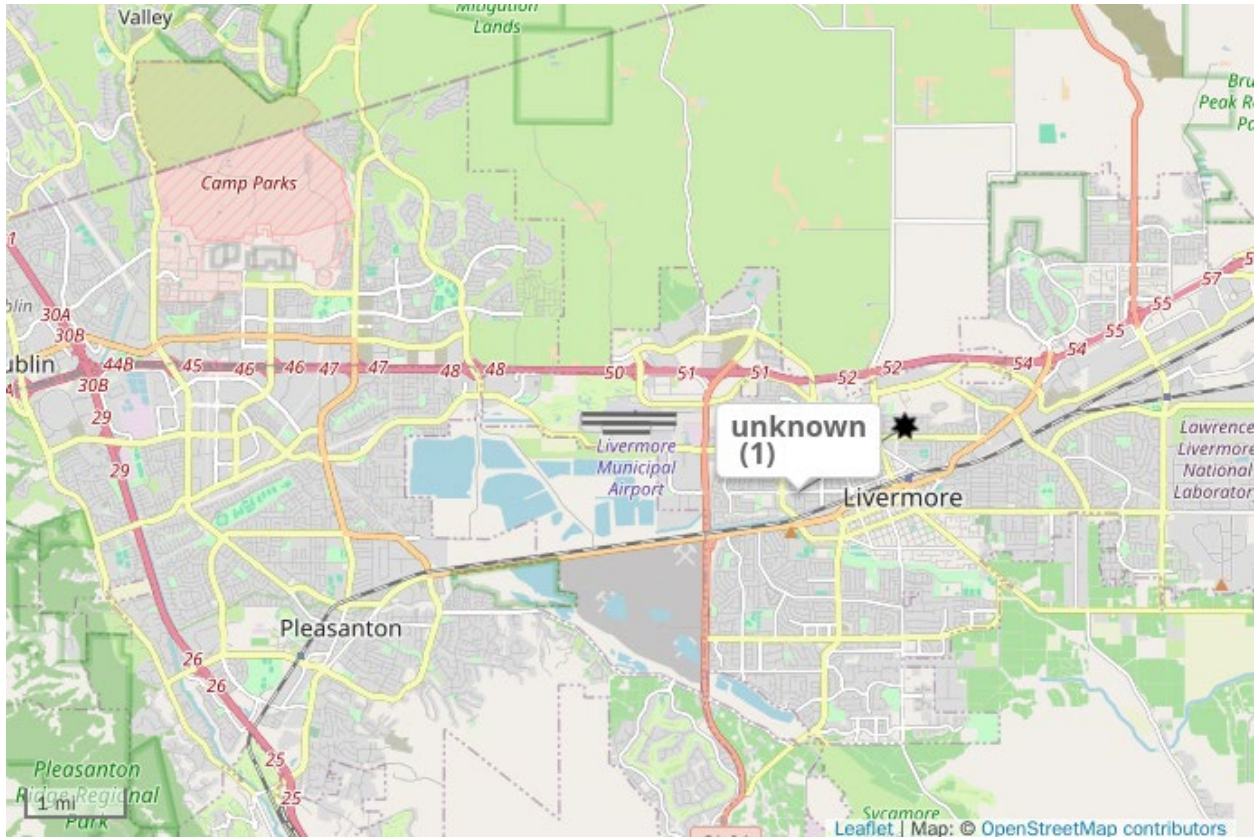 Valley
Mitigation
Lands
Bru
Peak R
Po
Camp Parks
1
57
55
55
54
54
30A
30B
blin
ublin
44B
45
46
46
47
47
48
48
50
51
51
52
52
30B
29
29
unknown
(1)
Livermore
Municipal
Airport
Lawrence
Livermore
National
Laborator
Livermore
Pleasanton
26
26
25
25
Pleasanton
Ridge Regional
Park
1 mi
Sycamore
Leaflet | Map: © OpenStreetMap contributors